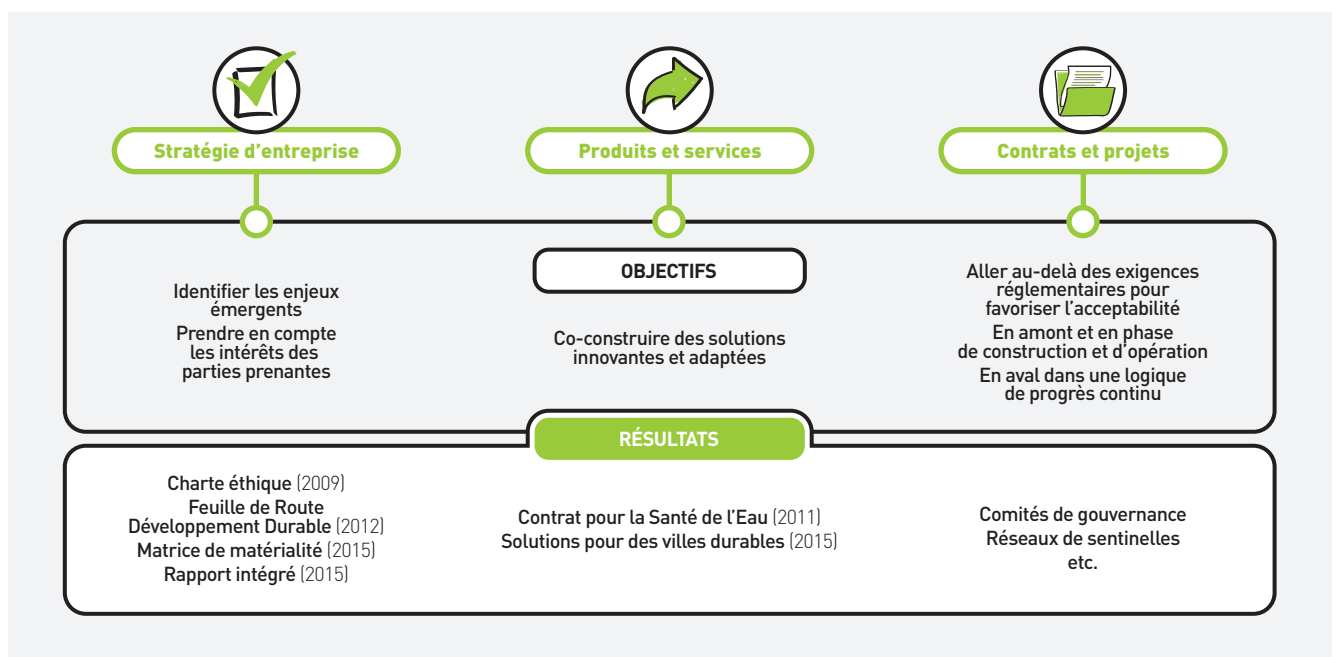 Stratégie d'entreprise
Produits et services
Contrats et projets
OBJECTIFS
Identifier les enjeux
émergents
Prendre en compte
les intérêts des
parties prenantes
Co-construire des solutions
innovantes et adaptées
Aller au-delà des exigences
réglementaires pour
favoriser l’acceptabilité
En amont et en phase
de construction et d’opération
En aval dans une logique
de progrès continu
RÉSULTATS
Charte éthique (2009)
Feuille de Route
Développement Durable (2012)
Matrice de matérialité (2015)
Rapport intégré (2015)
Contrat pour la Santé de l’Eau (2011)
Solutions pour des villes durables (2015)
Comités de gouvernance
Réseaux de sentinelles
etc.